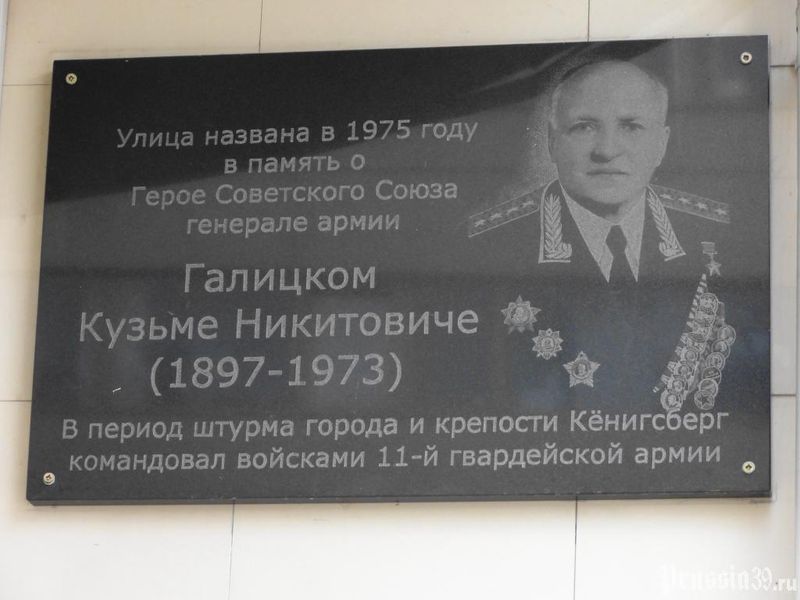 Улица названа в 1975 году
в память о
Герое Советского Союза
генерале армии
Галицком
Кузьме Никитовиче
(1897-1973)
В период штурма города и крепости Кёнигсберг
командовал войсками 11-й гвардейской армии
Prussia39.ru